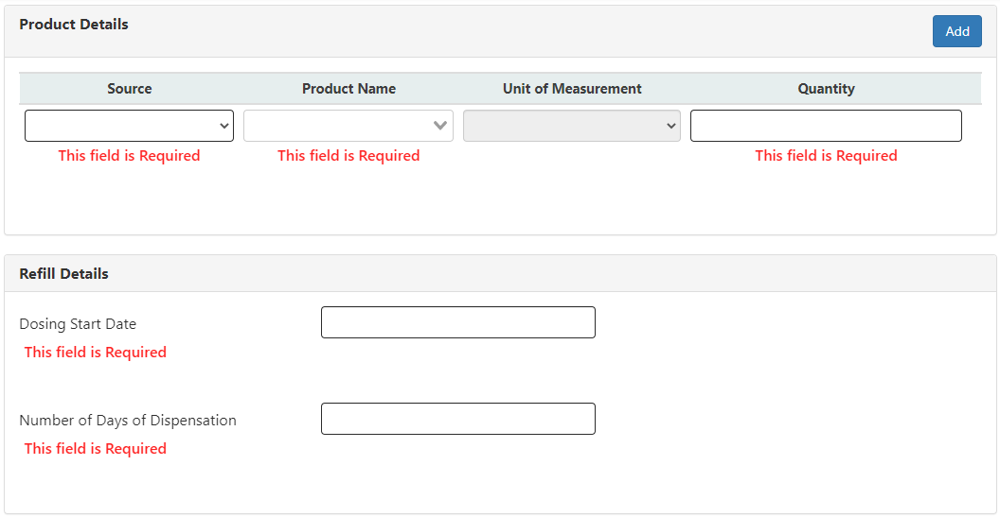 Product Details
Add
Source Product Name Unit of Measurement Quantity
This field is Required This field is Required This field is Required
Refill Details
Dosing Start Date
This field is Required
Number of Days of Dispensation
This field is Required